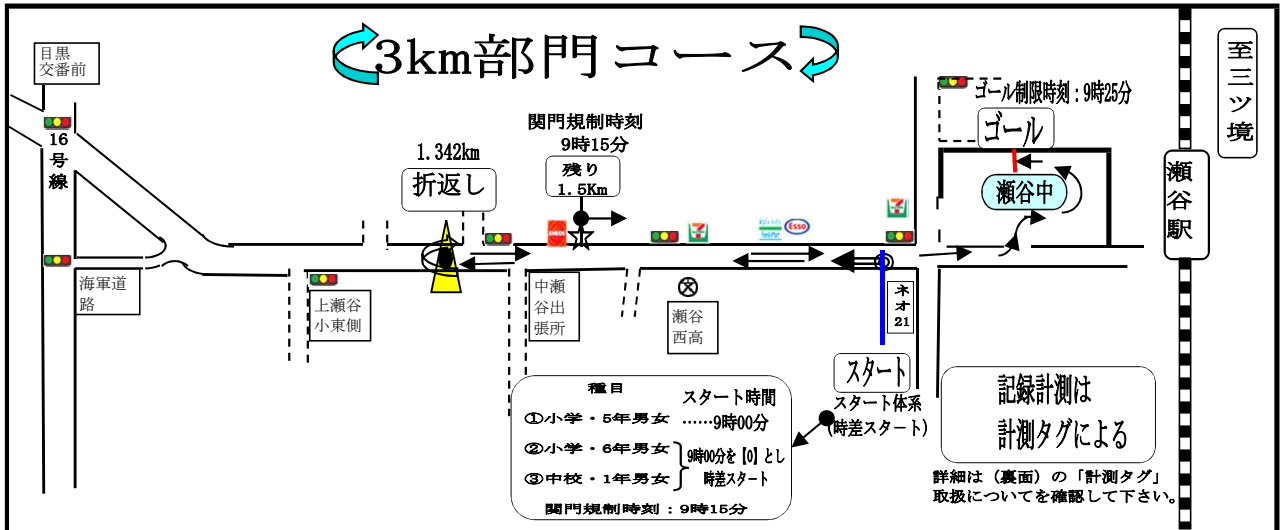 3km部門コース
目黒
交番前
16
号
線
海軍道
路
上瀬谷
小東側
1.342km
折返し
関門規制時刻
9時15分
残り
1.5Km
ENEOS
中瀬
谷出
張所
瀬谷
西高
Esso
ネ
オ
21
ゴール制限時刻：9時25分
ゴール
瀬谷中
至三ツ境
瀬谷駅
スタート
スタート体系
(時差スタート)
種目
スタート時間
①小学・5年男女 ……9時00分
②小学・6年男女
③中校・1年男女
9時00分を【0】とし
時差スタート
関門規制時刻：9時15分
記録計測は
計測タグによる
詳細は（裏面）の「計測タグ」
取扱についてを確認して下さい。